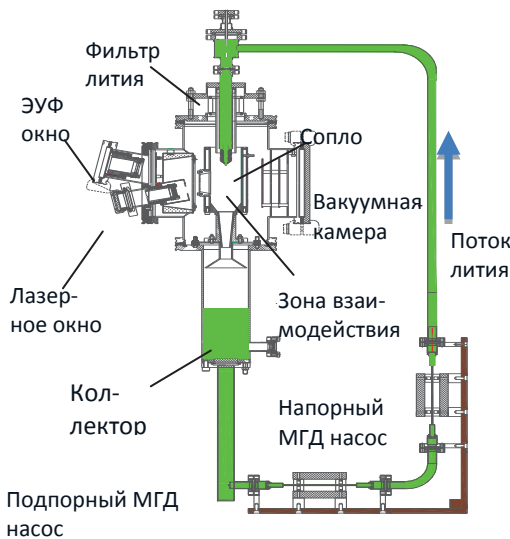 Фильтр
лития
ЭУФ
окно
Сопло
Вакуумная
камера
Поток
лития
Лазер-
ное окно
Зона взаи-
модействия
Кол-
лектор
Напорный
МГД насос
Подпорный МГД
насос